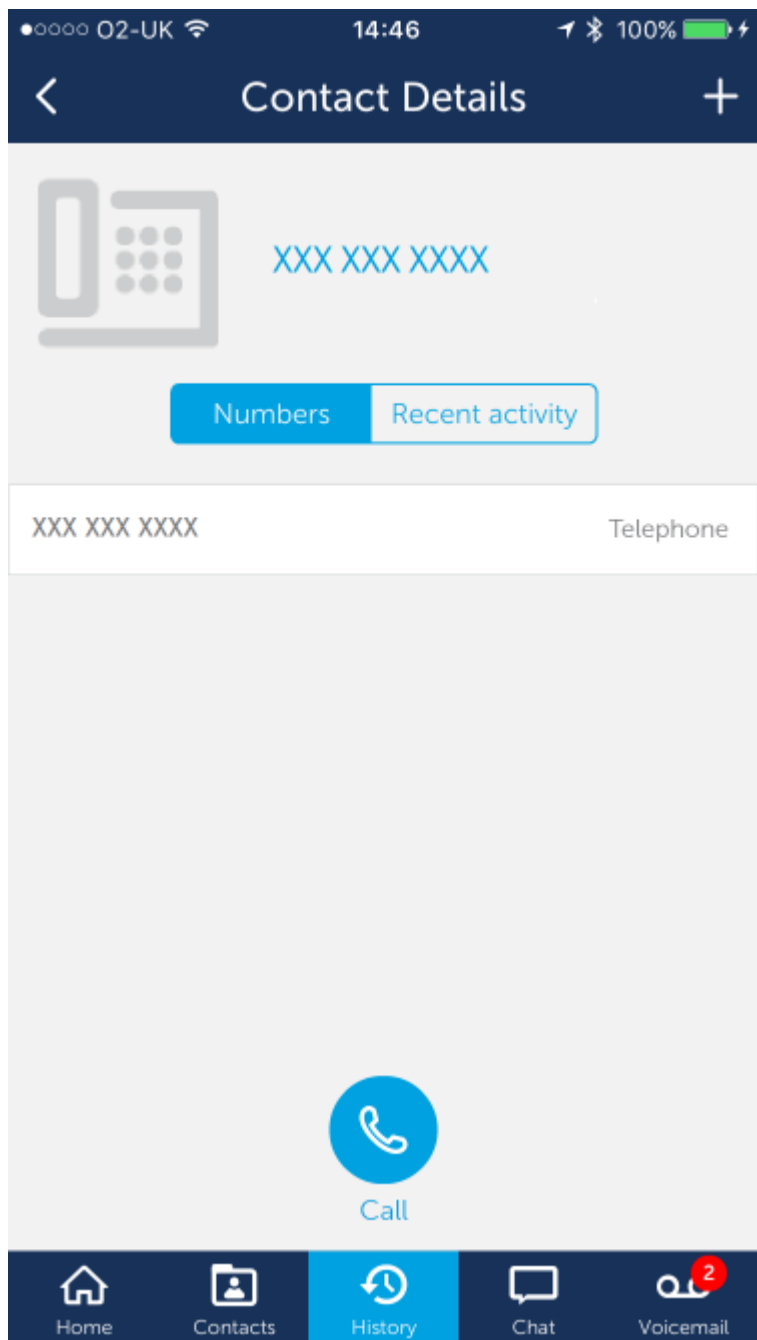 O2-UK 14:46 100%
Contact Details
XXX XXX XXXX
Numbers Recent activity
XXX XXX XXXX Telephone
Call
2
Home Contacts History Chat Voicemail